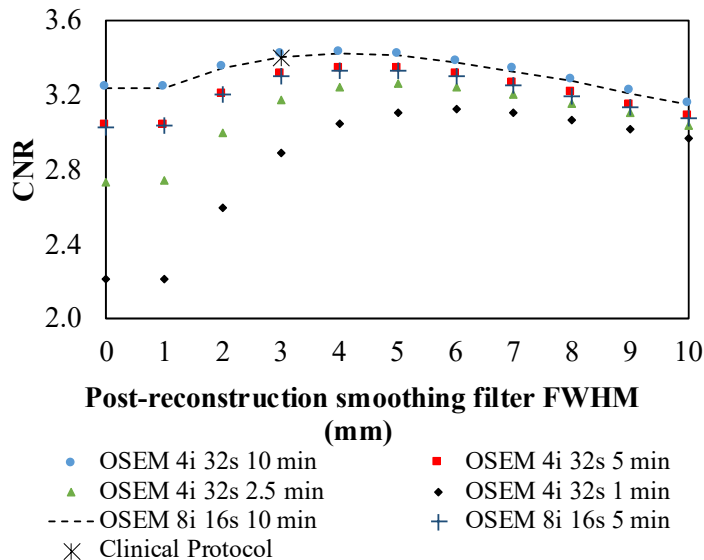 3.6
3.2
2.8
2.4
2.0
CNR
0 1 2 3 4 5 6 7 8 9 10
Post-reconstruction smoothing filter FWHM
(mm)
OSEM 4i 32s 10 min
OSEM 4i 32s 5 min
OSEM 4i 32s 2.5 min
OSEM 4i 32s 1 min
OSEM 8i 16s 10 min
OSEM 8i 16s 5 min
Clinical Protocol